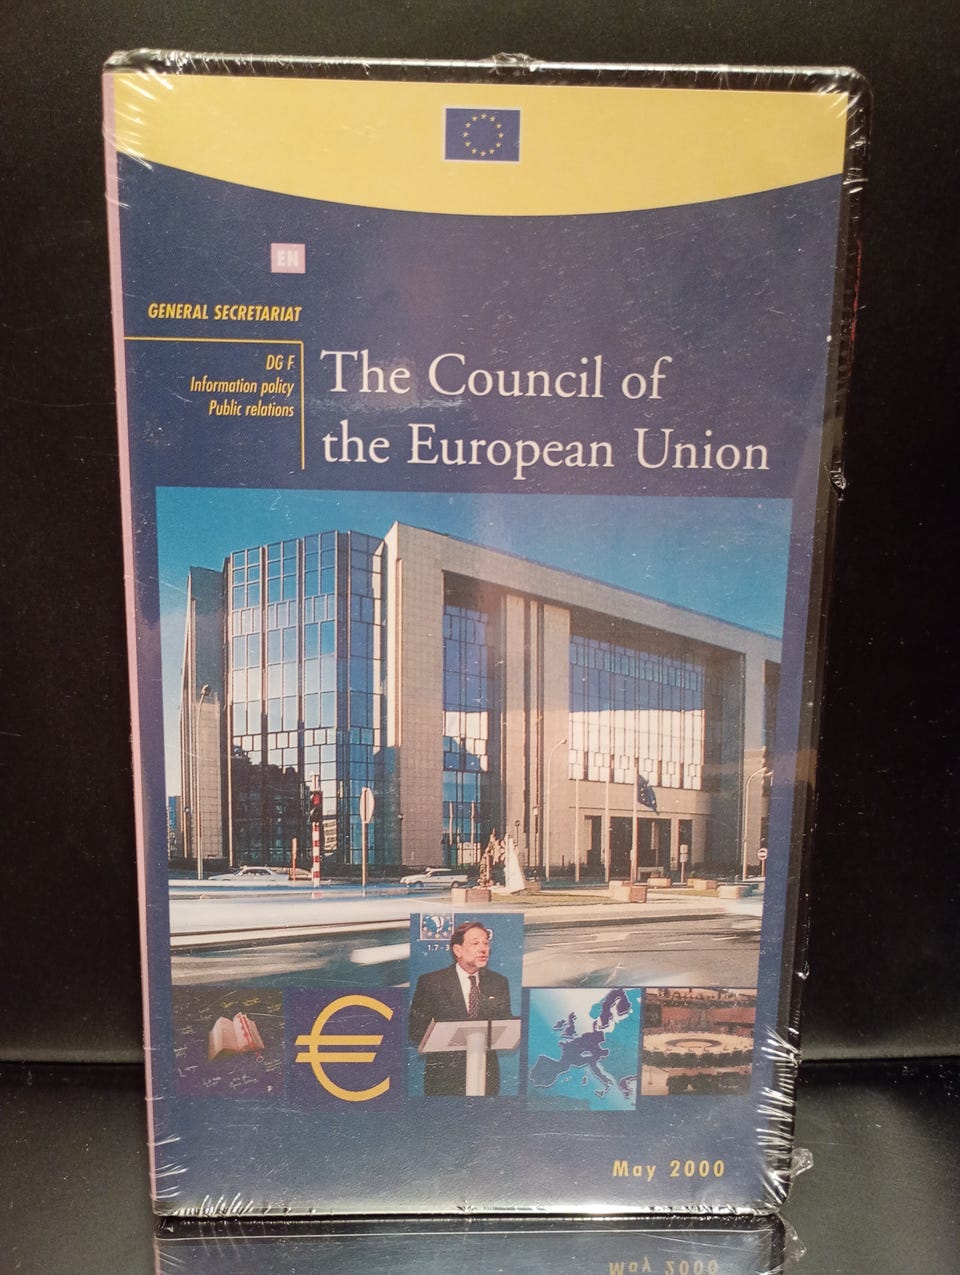 EN
GENERAL SECRETARIAT
DG F
Information policy
Public relations
The Council of
the European Union
€
May 2000